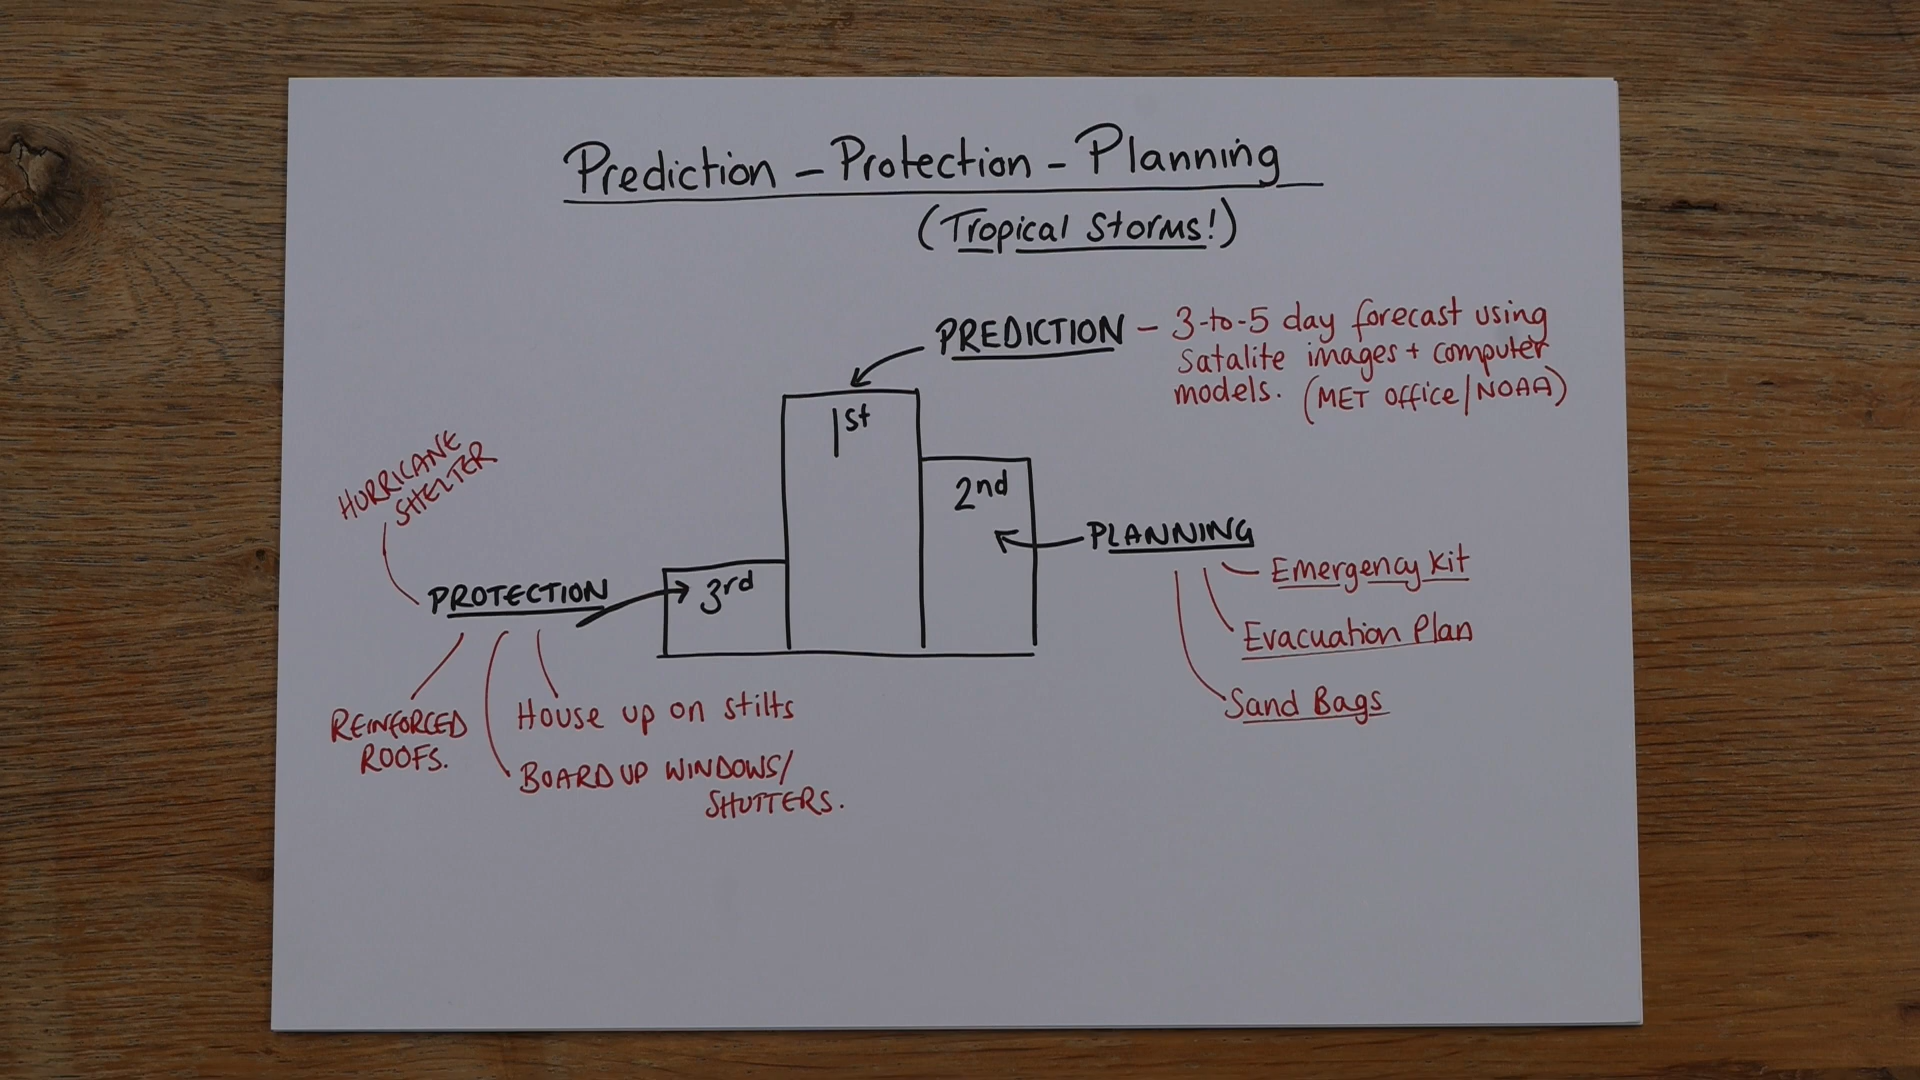 Prediction – Protection – Planning
(Tropical Storms!)
PREDICTION – 3-to-5 day forecast using
Satalite images + computer
models. (MET office/NOAA)
1st
2nd
3rd
PLANNING
Emergency Kit
Evacuation Plan
Sand Bags
HURRICANE
SHELTER
PROTECTION
REINFORCED
ROOFS.
House up on stilts
BOARD UP WINDOWS/
SHUTTERS.